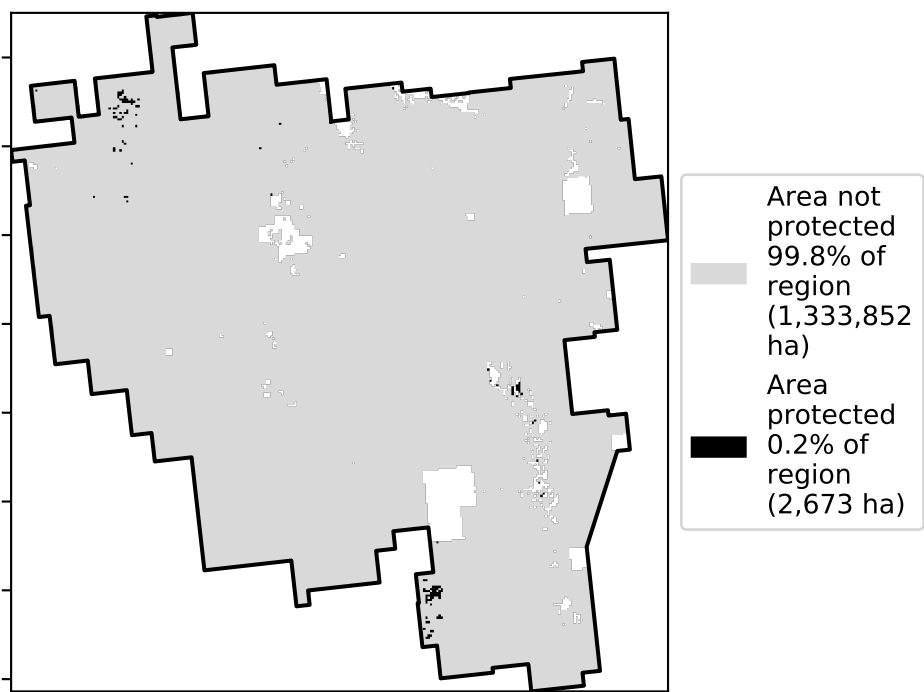 Area not
protected
99.8% of
region
(1,333,852
ha)
Area
protected
0.2% of
region
(2,673 ha)